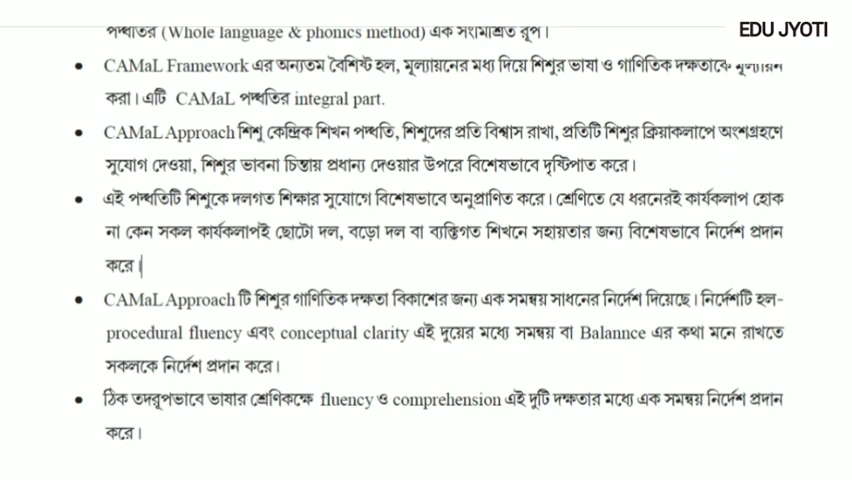 EDU JYOTI
পদ্ধতির (Whole language & phonics method) এক সংমিশ্রিত রূপ।
• CAMaL Framework এর অন্যতম বৈশিষ্ট হল, মূল্যায়নের মধ্য দিয়ে শিশুর ভাষা ও গাণিতিক দক্ষতাকে মূল্যায়ন
করা। এটি CAMaL পদ্ধতির integral part.
• CAMaL Approach শিশু কেন্দ্রিক শিখন পদ্ধতি, শিশুদের প্রতি বিশ্বাস রাখা, প্রতিটি শিশুর ক্রিয়াকলাপে অংশগ্রহণে
সুযোগ দেওয়া, শিশুর ভাবনা চিন্তায় প্রধান্য দেওয়ার উপরে বিশেষভাবে দৃষ্টিপাত করে।
• এই পদ্ধতিটি শিশুকে দলগত শিক্ষার সুযোগে বিশেষভাবে অনুপ্রাণিত করে। শ্রেণিতে যে ধরনেরই কার্যকলাপ হোক
না কেন সকল কার্যকলাপই ছোটো দল, বড়ো দল বা ব্যক্তিগত শিখনে সহায়তার জন্য বিশেষভাবে নির্দেশ প্রদান
করে।
• CAMaL Approach টি শিশুর গাণিতিক দক্ষতা বিকাশের জন্য এক সমন্বয় সাধনের নির্দেশ দিয়েছে। নির্দেশটি হল-
procedural fluency এবং conceptual clarity এই দুয়ের মধ্যে সমন্বয় বা Balannce এর কথা মনে রাখতে
সকলকে নির্দেশ প্রদান করে।
• ঠিক তদরূপভাবে ভাষার শ্রেণিকক্ষে fluency ও comprehension এই দুটি দক্ষতার মধ্যে এক সমন্বয় নির্দেশ প্রদান
করে।